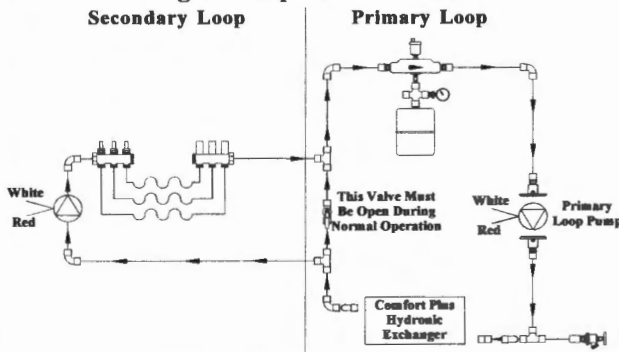 Secondary Loop
Primary Loop
White
Red
This Valve Must
Be Open During
Normal Operation
White
Red
Primary
Loop Pump
Comfort Plus
Hydronic
Exchanger